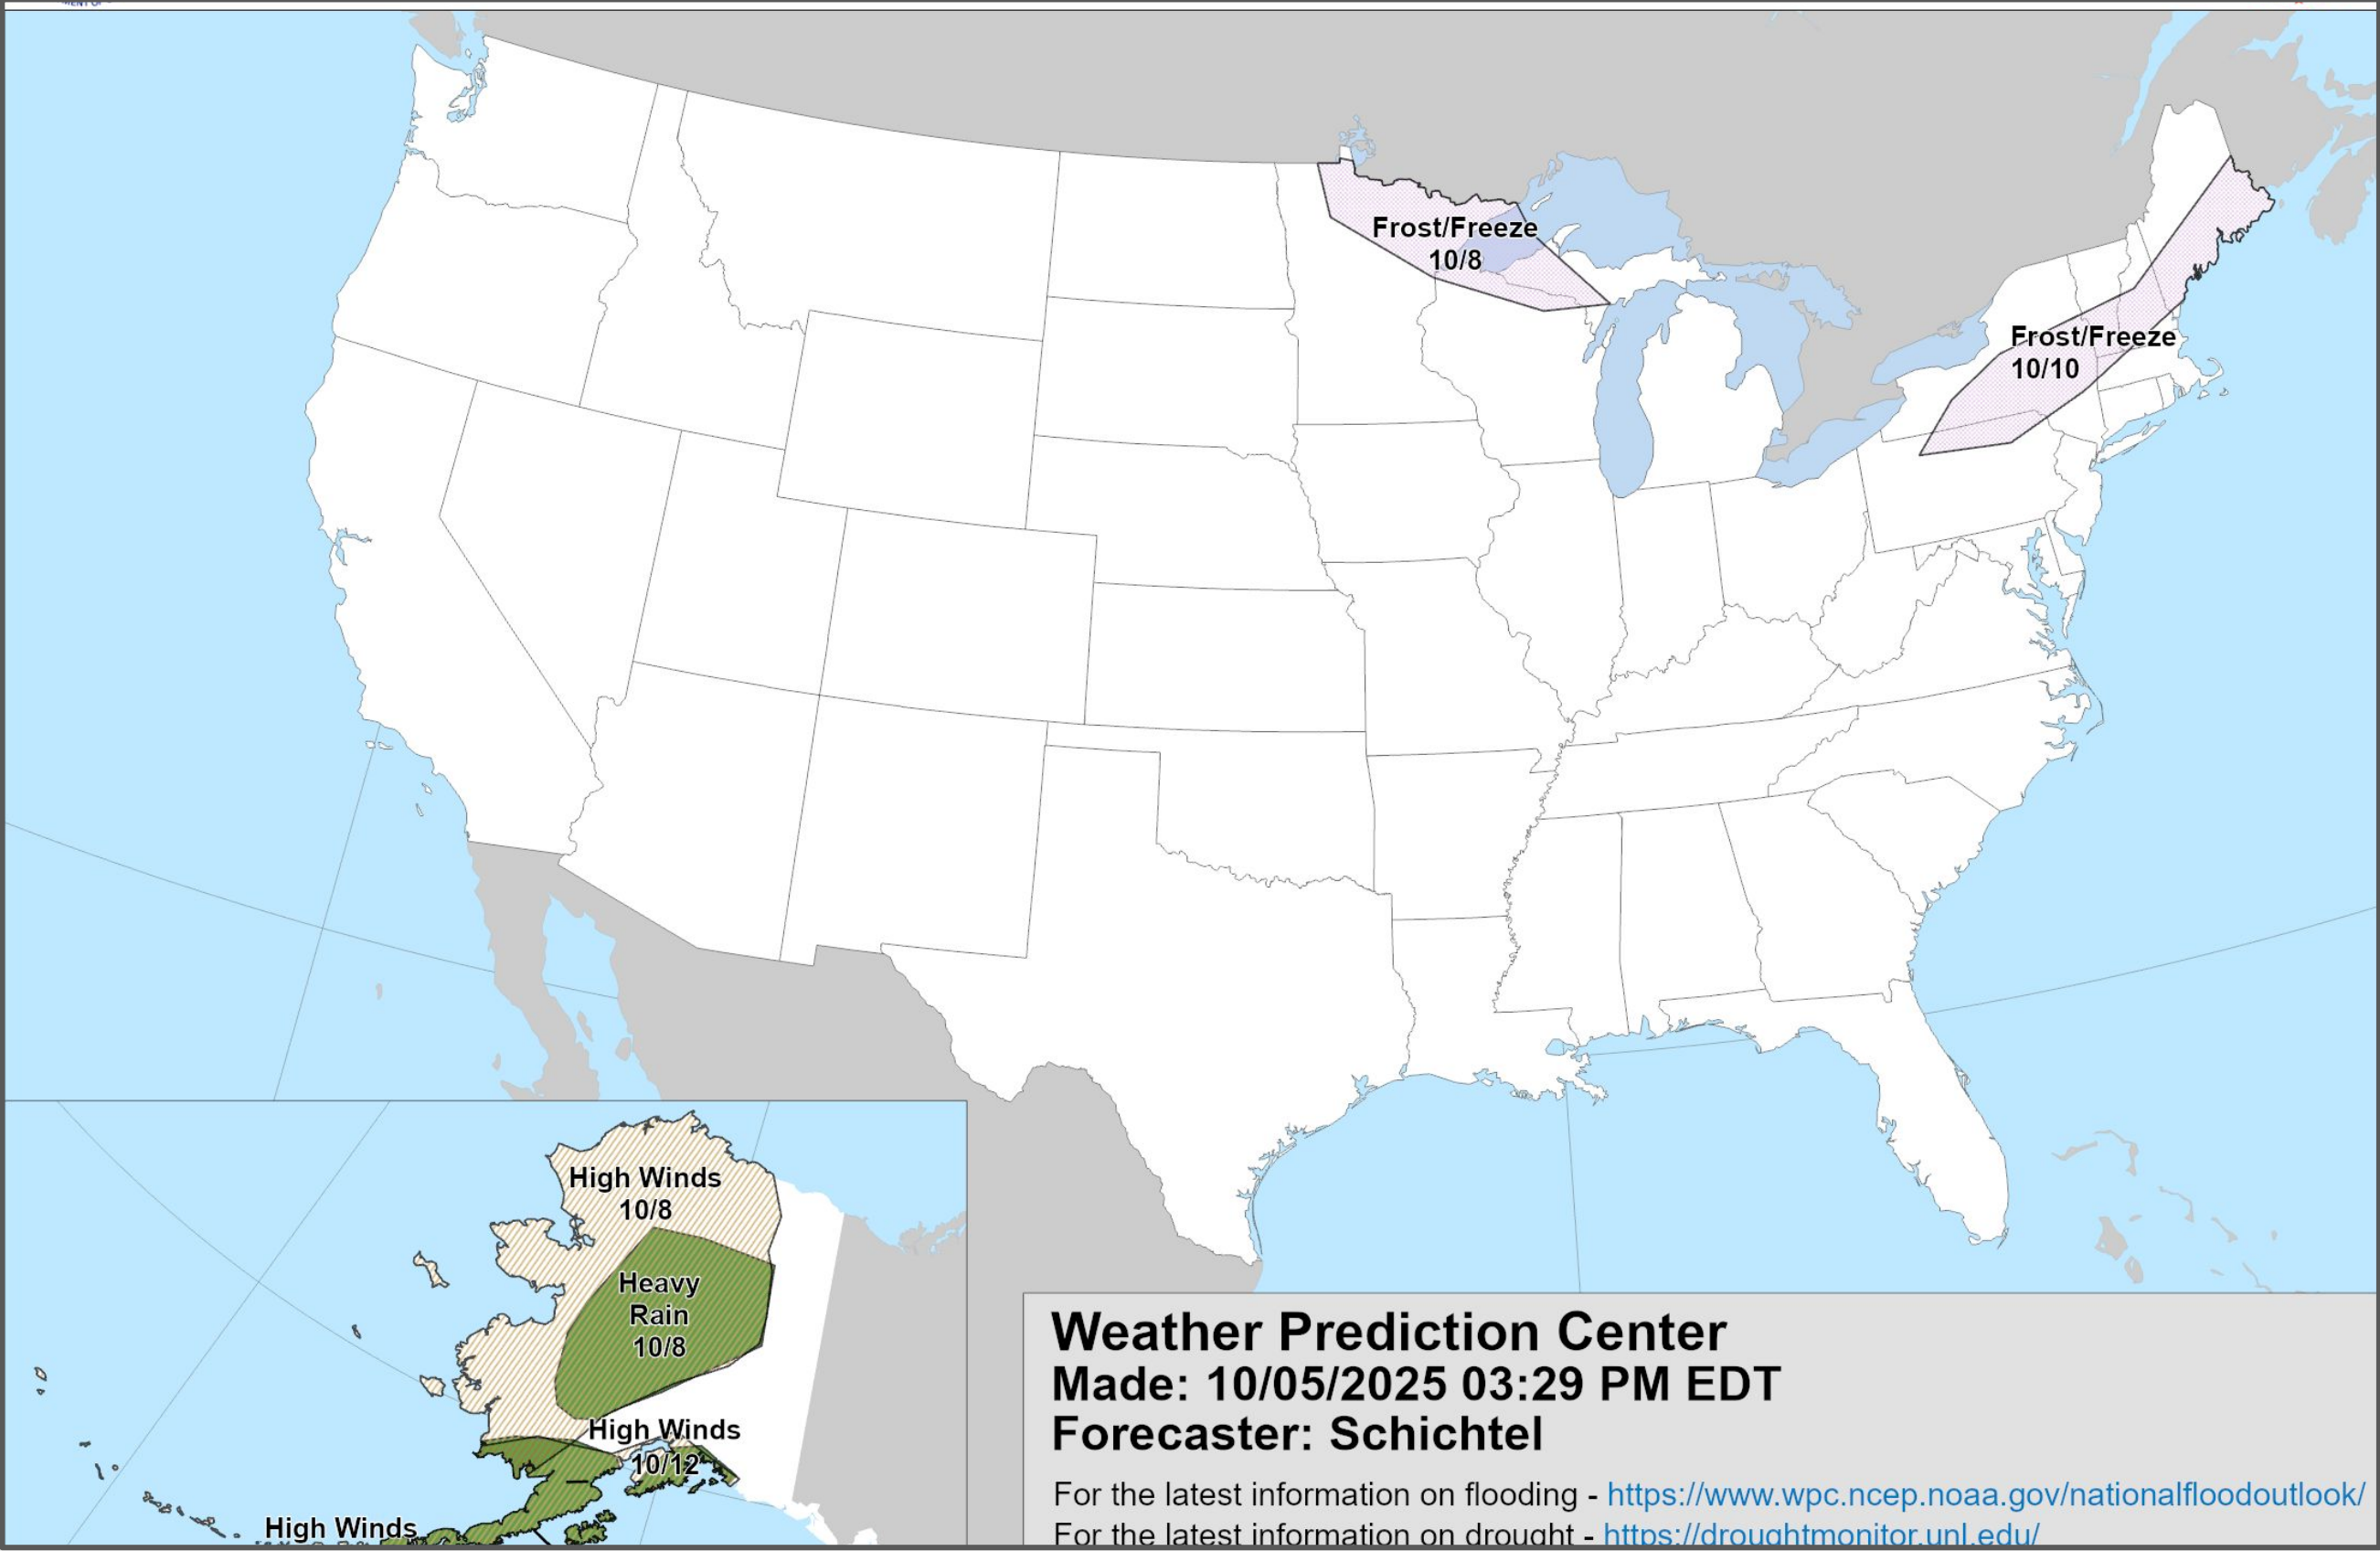 Frost/Freeze
10/8
Frost/Freeze
10/10
High Winds
10/8
Heavy
Rain
10/8
High Winds
10/12
High Winds
Weather Prediction Center
Made: 10/05/2025 03:29 PM EDT
Forecaster: Schichtel
For the latest information on flooding - https://www.wpc.ncep.noaa.gov/nationalfloodoutlook/
For the latest information on drought - https://droughtmonitor.unl.edu/